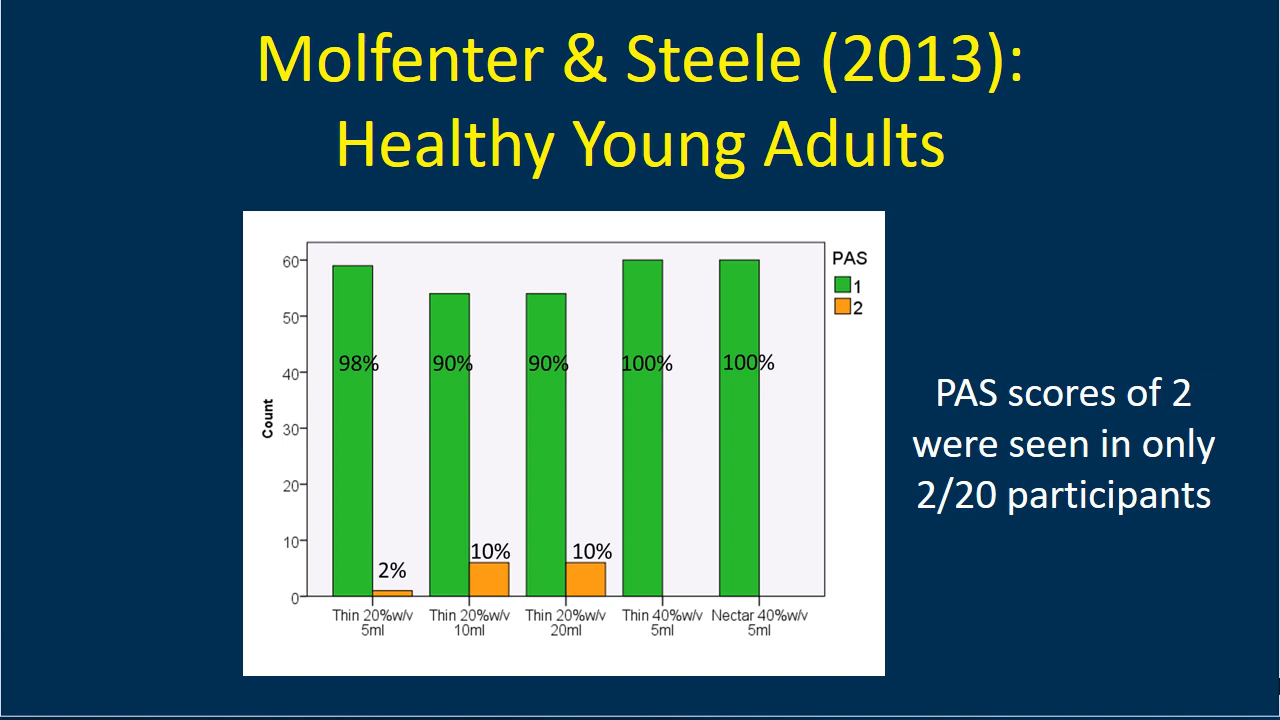 Molfenter & Steele (2013):
Healthy Young Adults
PAS
1
2
60
50
40
30
20
10
0
Count
98%
90%
90%
100%
100%
2%
10%
10%
Thin 20%w/v
5ml
Thin 20%w/v
10ml
Thin 20%w/v
20ml
Thin 40%w/v
5ml
Nectar 40%w/v
5ml
PAS scores of 2
were seen in only
2/20 participants